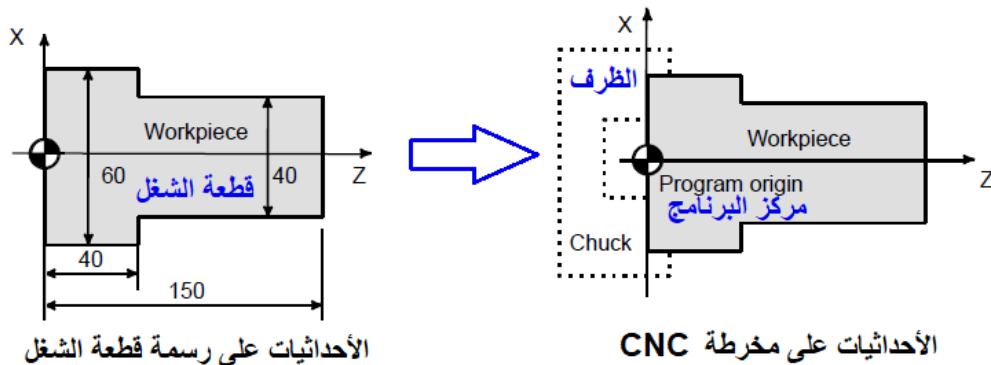 X
Workpiece
60
40
Z
قطعة الشغل
40
150
الأحداثيات على رسمة قطعة الشغل
X
الظرف
Workpiece
Z
Program origin
مركز البرنامج
Chuck
الأحداثيات على مخرطة CNC